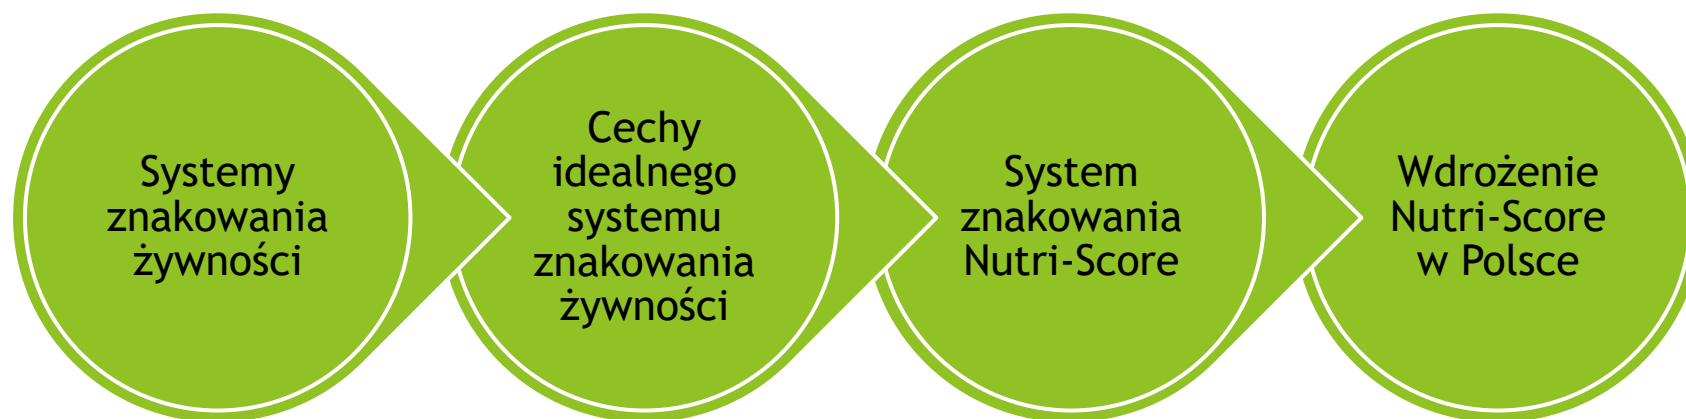 Systemy
znakowania
żywności
Cechy
idealnego
systemu
znakowania
żywności
System
znakowania
Nutri-Score
Wdrożenie
Nutri-Score
w Polsce